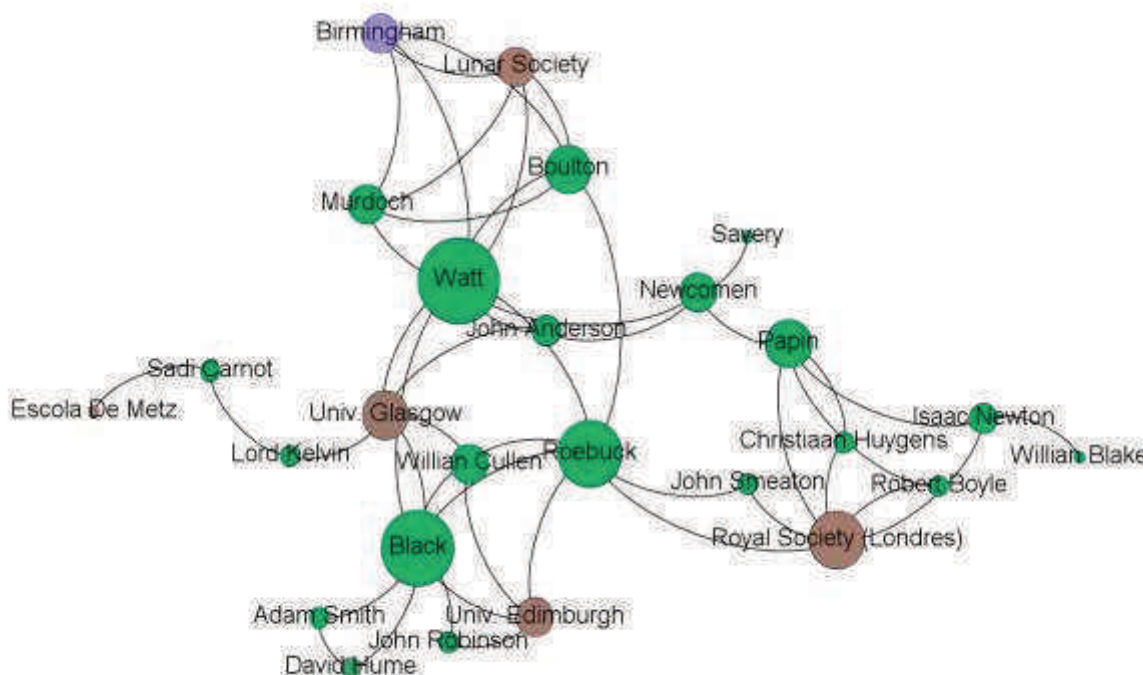 Birmingham
Lunar Society
Boulton
Murdoch
Savery
Watt
Newcomen
John Anderson
Papin
Sadi Carnot
Escola De Metz
Univ. Glasgow
Isaac Newton
Christiaan Huygens
Lord Kelvin
Willian Cullen
Roebuck
Willian Blake
John Smeaton
Robert Boyle
Royal Society (Londres)
Black
Adam Smith
Univ. Edimburgh
John Robinson
David Hume